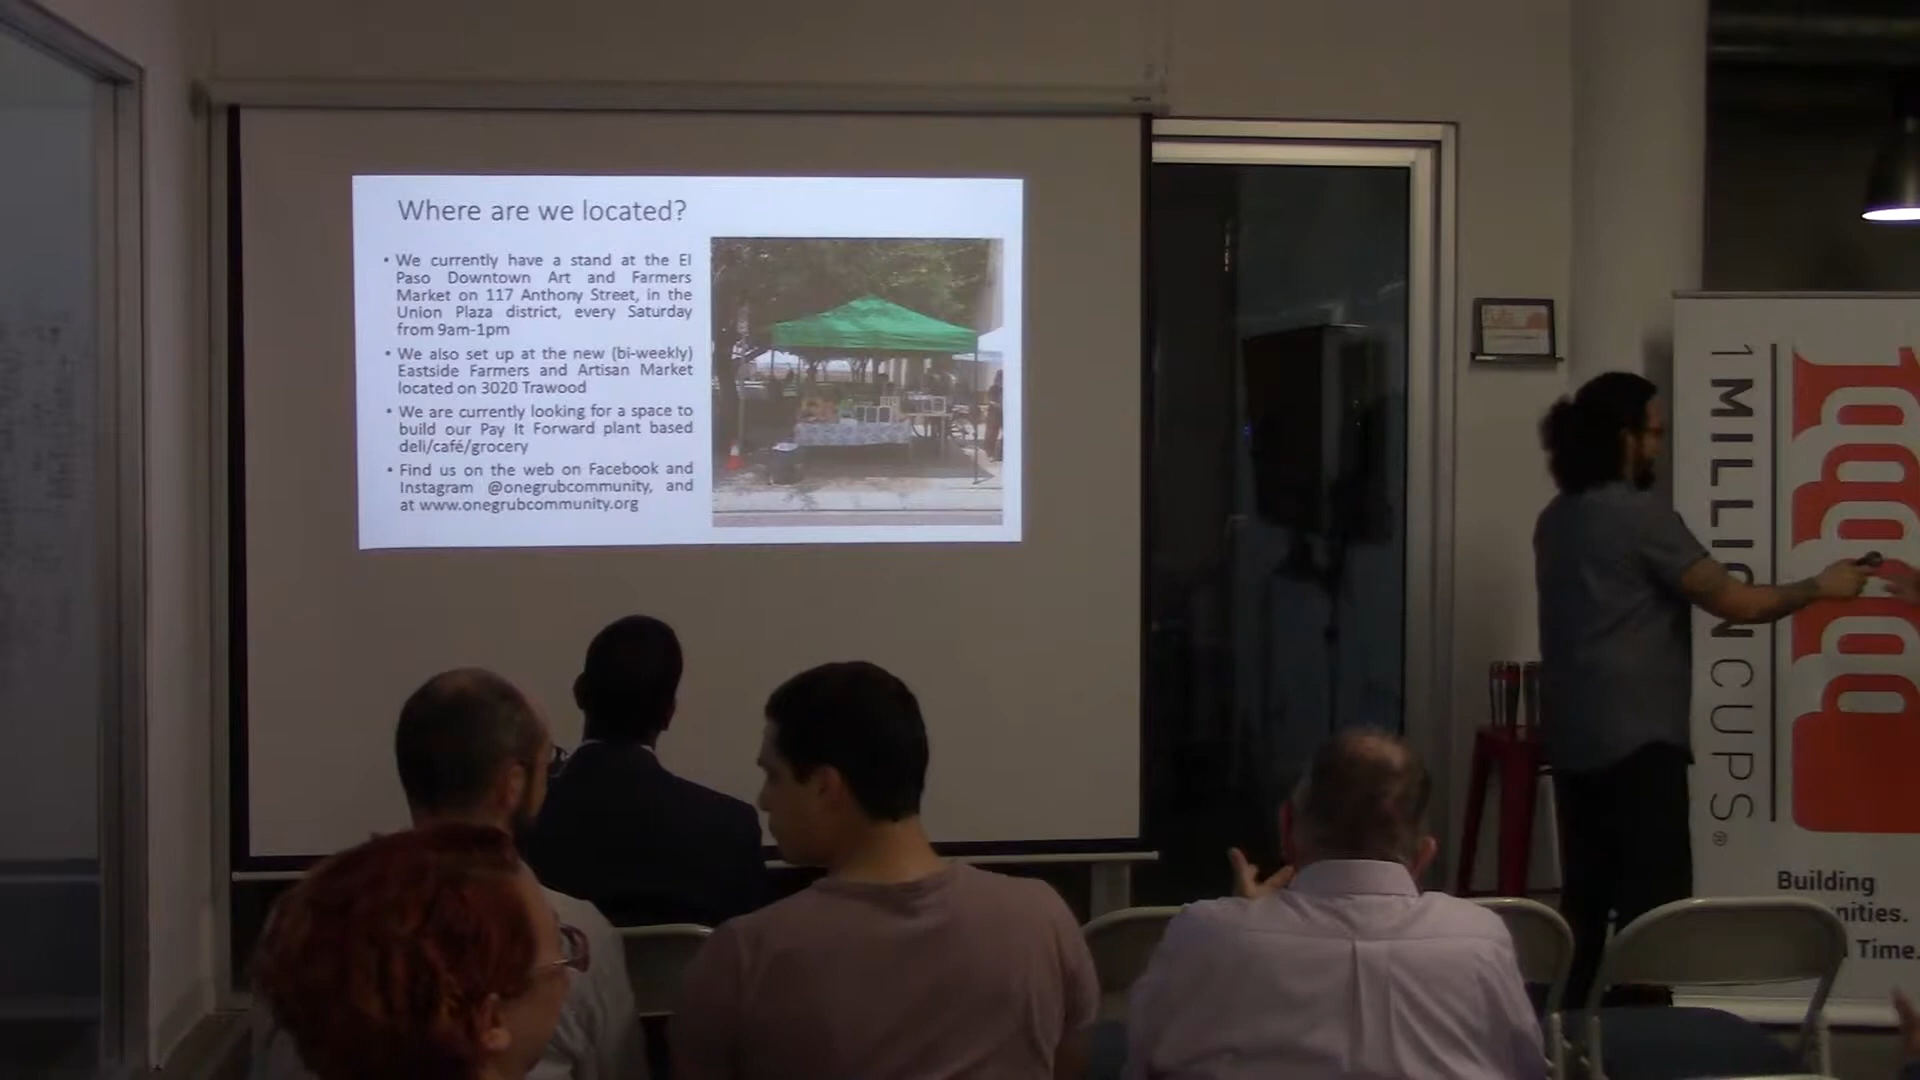 Where are we located?
• We currently have a stand at the El
Paso Downtown Art and Farmers
Market on 117 Anthony Street, in the
Union Plaza district, every Saturday
from 9am-1pm
• We also set up at the new (bi-weekly)
Eastside Farmers and Artisan Market
located on 3020 Trawood
• We are currently looking for a space to
build our Pay It Forward plant based
deli/café/grocery
• Find us on the web on Facebook and
Instagram @onegrubcommunity, and
at www.onegrubcommunity.org
1 MILLION CUPS®
Building
nities.
Time.